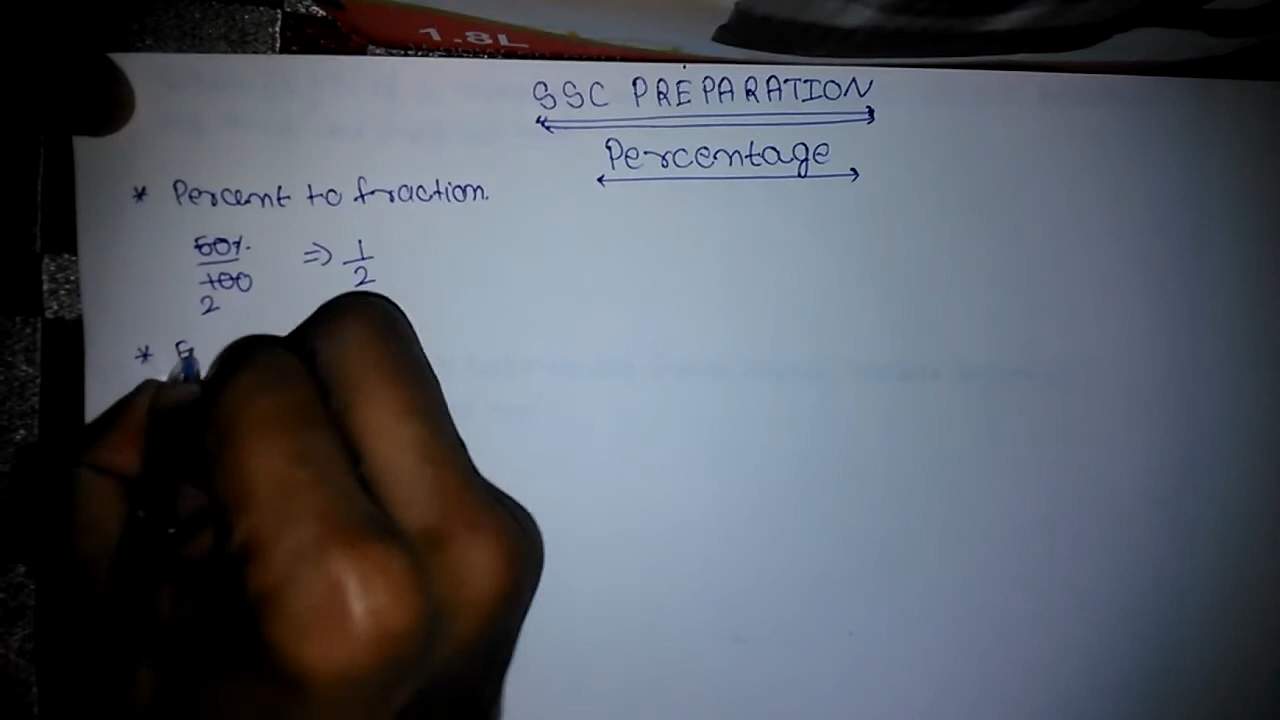 1.8L
SSC PREPARATION
Percentage
* Percent to fraction.
50%
100
2
⇒ 1/2
*